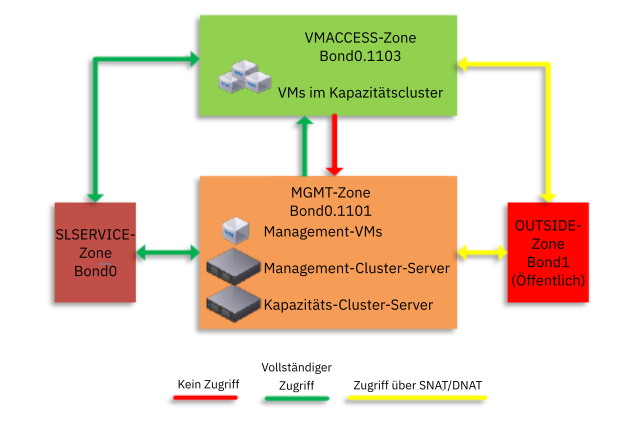 VMACCESS-Zone
Bond0.1103
VMs im Kapazitätscluster
MGMT-Zone
Bond0.1101
Management-VMs
Management-Cluster-Server
Kapazitäts-Cluster-Server
SLSERVICE-
Zone
Bond0
OUTSIDE-
Zone
Bond1
(Öffentlich)
Kein Zugriff
Vollständiger
Zugriff
Zugriff über SNAT/DNAT